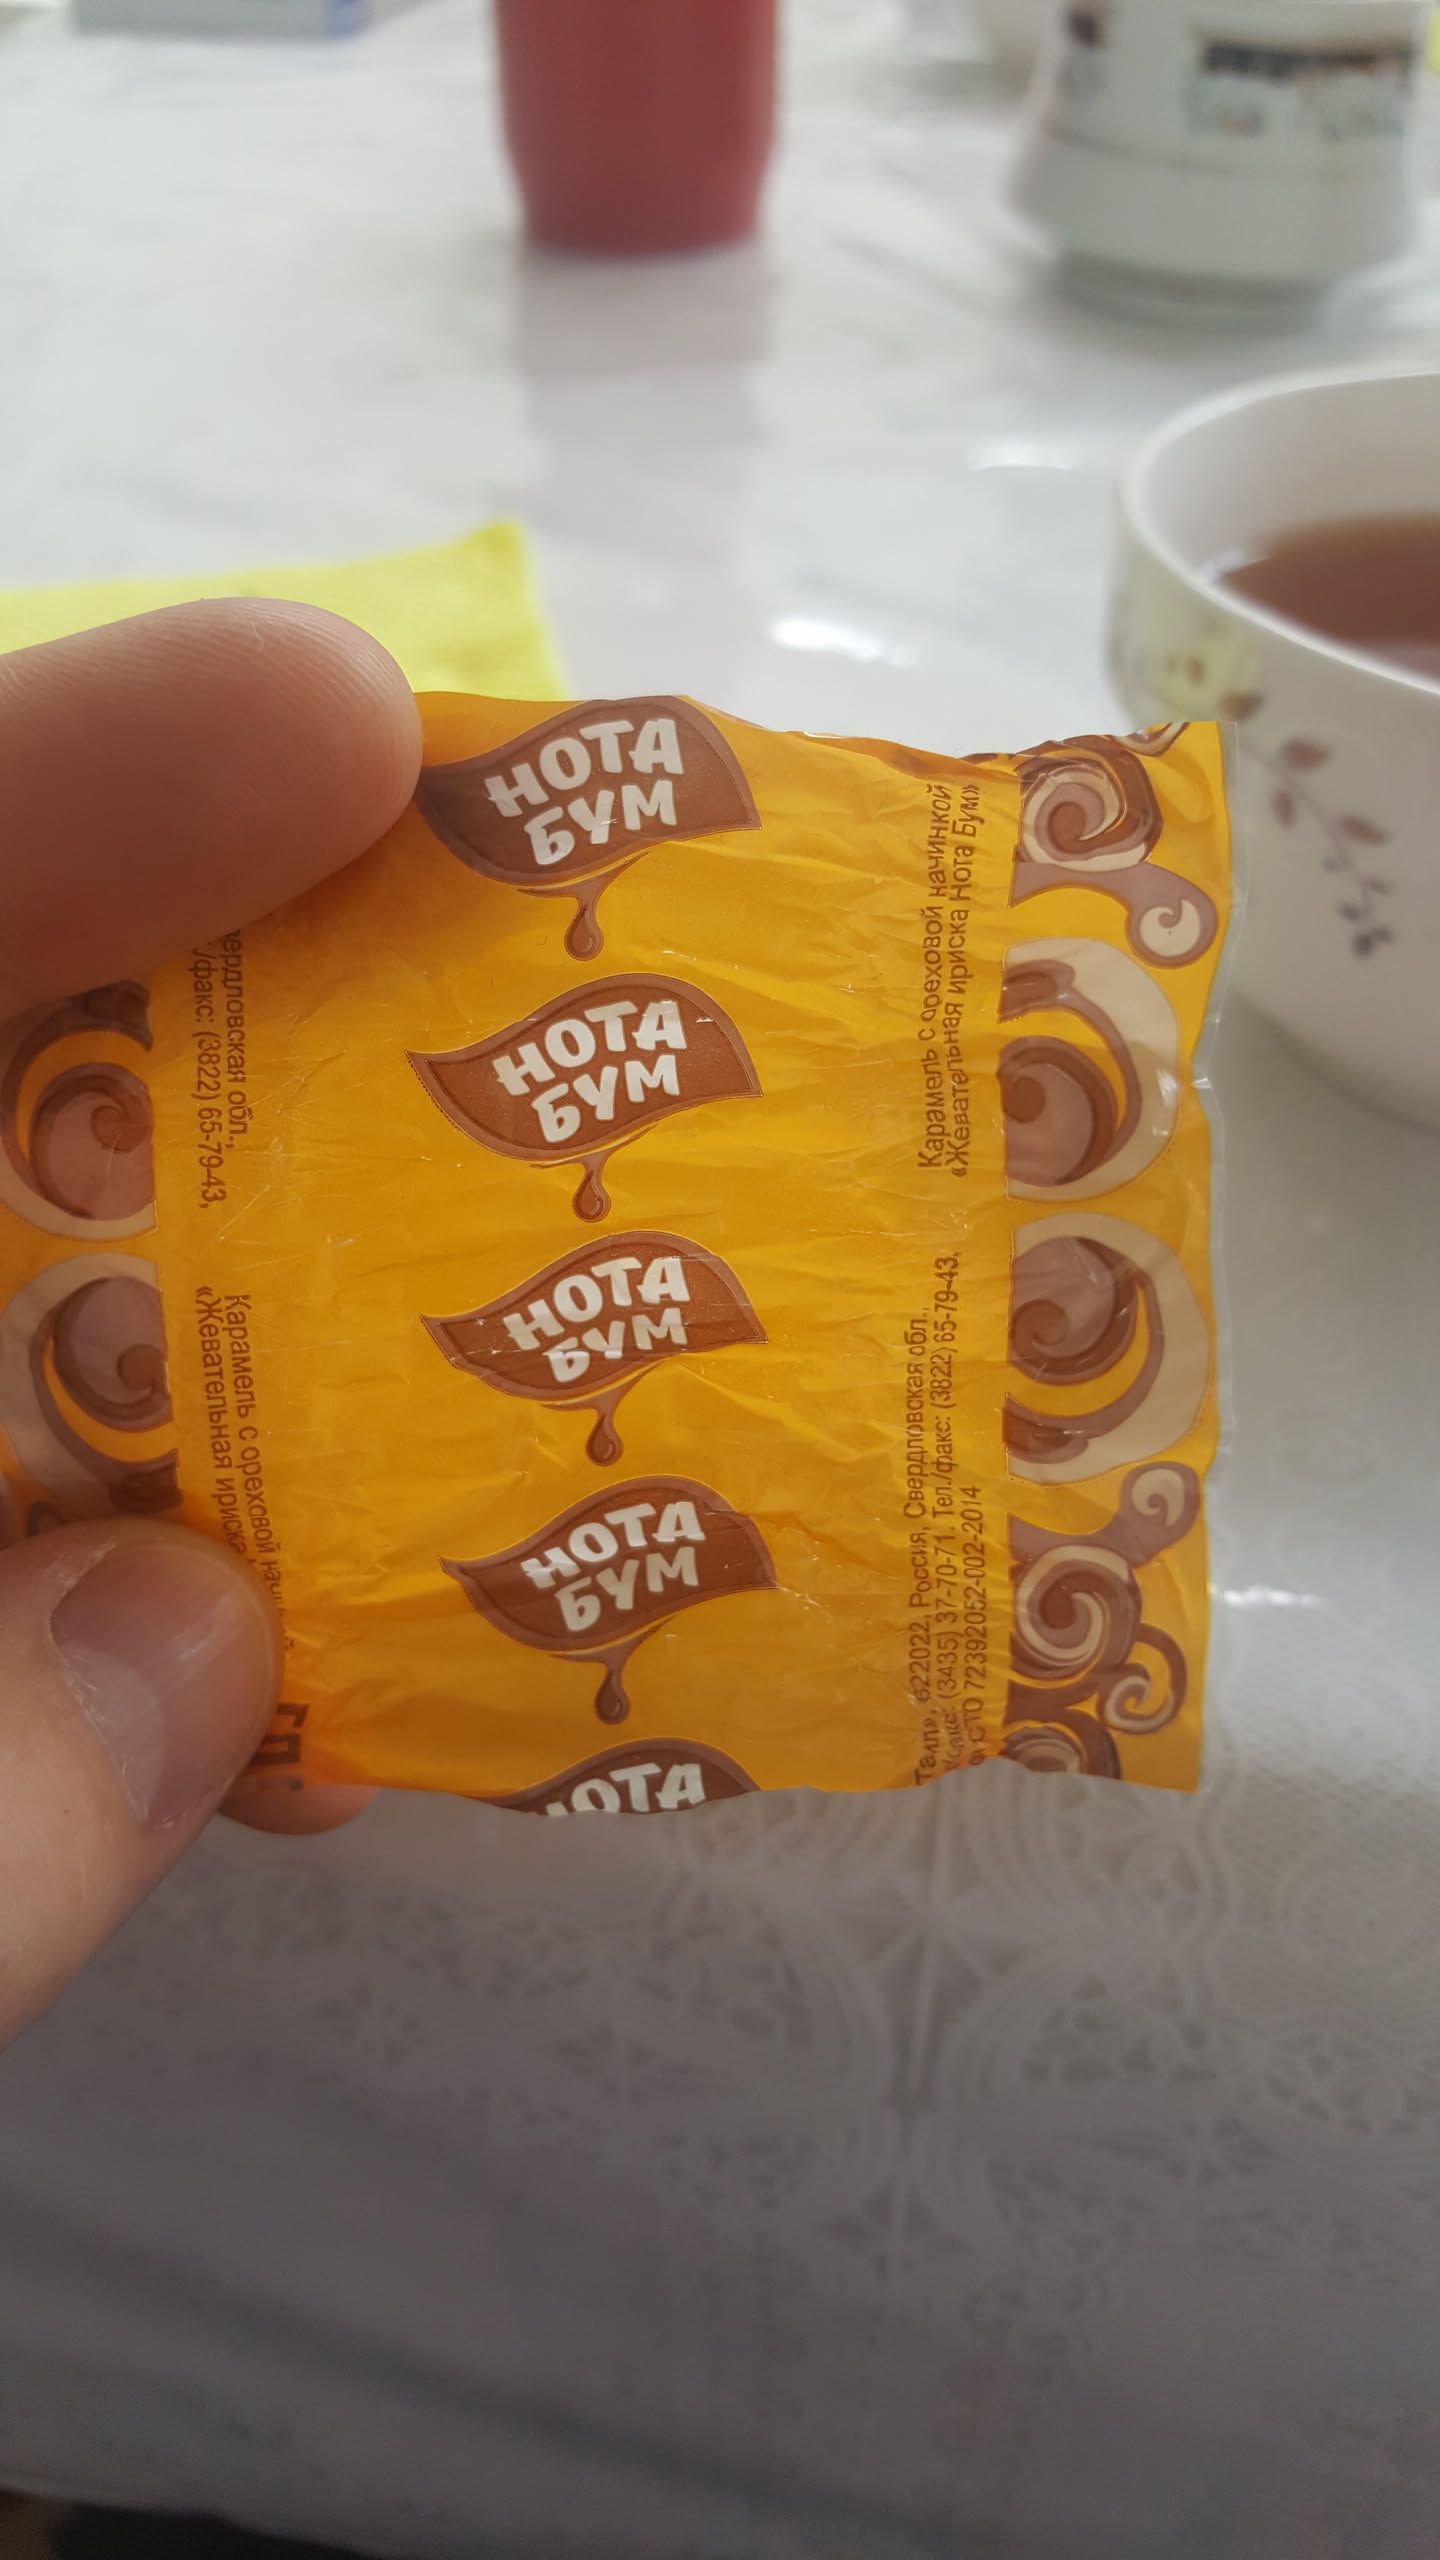 НОТА
БУМ
НОТА
БУМ
НОТА
БУМ
НОТА
БУМ
НОТА
Карамель с ореховой начинкой
«Жевательная ириска Нота Бум»
622022, Россия, Свердловская обл.,
(3435) 37-70-71. Тел./факс: (3822) 65-79-43,
СТО 72392052-002-2014
обл.,
/факс: (3822) 65-79-43,
Карамель с ореховой
«Жевательная ириска